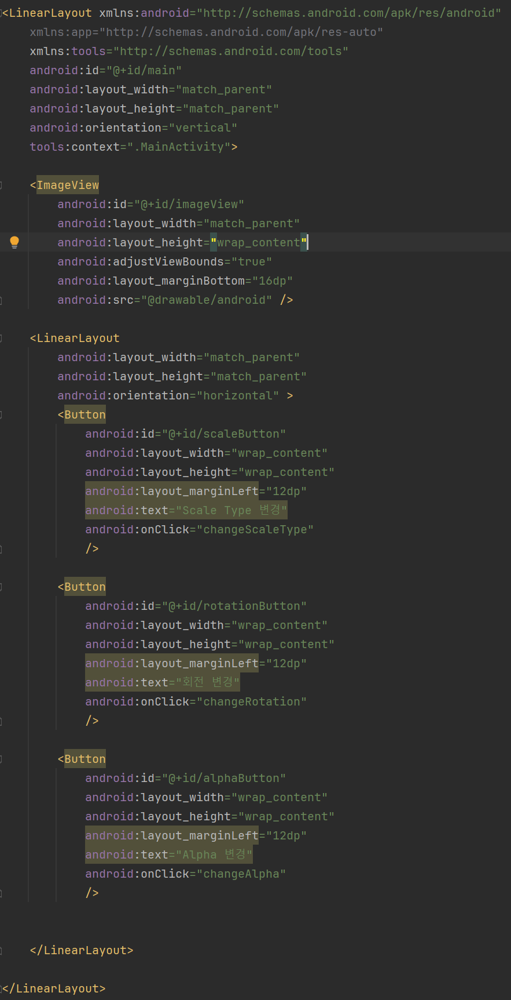 <LinearLayout xmlns:android="http://schemas.android.com/apk/res/android"
    xmlns:app="http://schemas.android.com/apk/res-auto"
    xmlns:tools="http://schemas.android.com/tools"
    android:id="@+id/main"
    android:layout_width="match_parent"
    android:layout_height="match_parent"
    android:orientation="vertical"
    tools:context=".MainActivity">

    <ImageView
        android:id="@+id/imageView"
        android:layout_width="match_parent"
        android:layout_height="wrap_content"
        android:adjustViewBounds="true"
        android:layout_marginBottom="16dp"
        android:src="@drawable/android" />

    <LinearLayout
        android:layout_width="match_parent"
        android:layout_height="match_parent"
        android:orientation="horizontal" >
        <Button
            android:id="@+id/scaleButton"
            android:layout_width="wrap_content"
            android:layout_height="wrap_content"
            android:layout_marginLeft="12dp"
            android:text="Scale Type 변경"
            android:onClick="changeScaleType"
            />

        <Button
            android:id="@+id/rotationButton"
            android:layout_width="wrap_content"
            android:layout_height="wrap_content"
            android:layout_marginLeft="12dp"
            android:text="회전 변경"
            android:onClick="changeRotation"
            />

        <Button
            android:id="@+id/alphaButton"
            android:layout_width="wrap_content"
            android:layout_height="wrap_content"
            android:layout_marginLeft="12dp"
            android:text="Alpha 변경"
            android:onClick="changeAlpha"
            />

    </LinearLayout>

</LinearLayout>